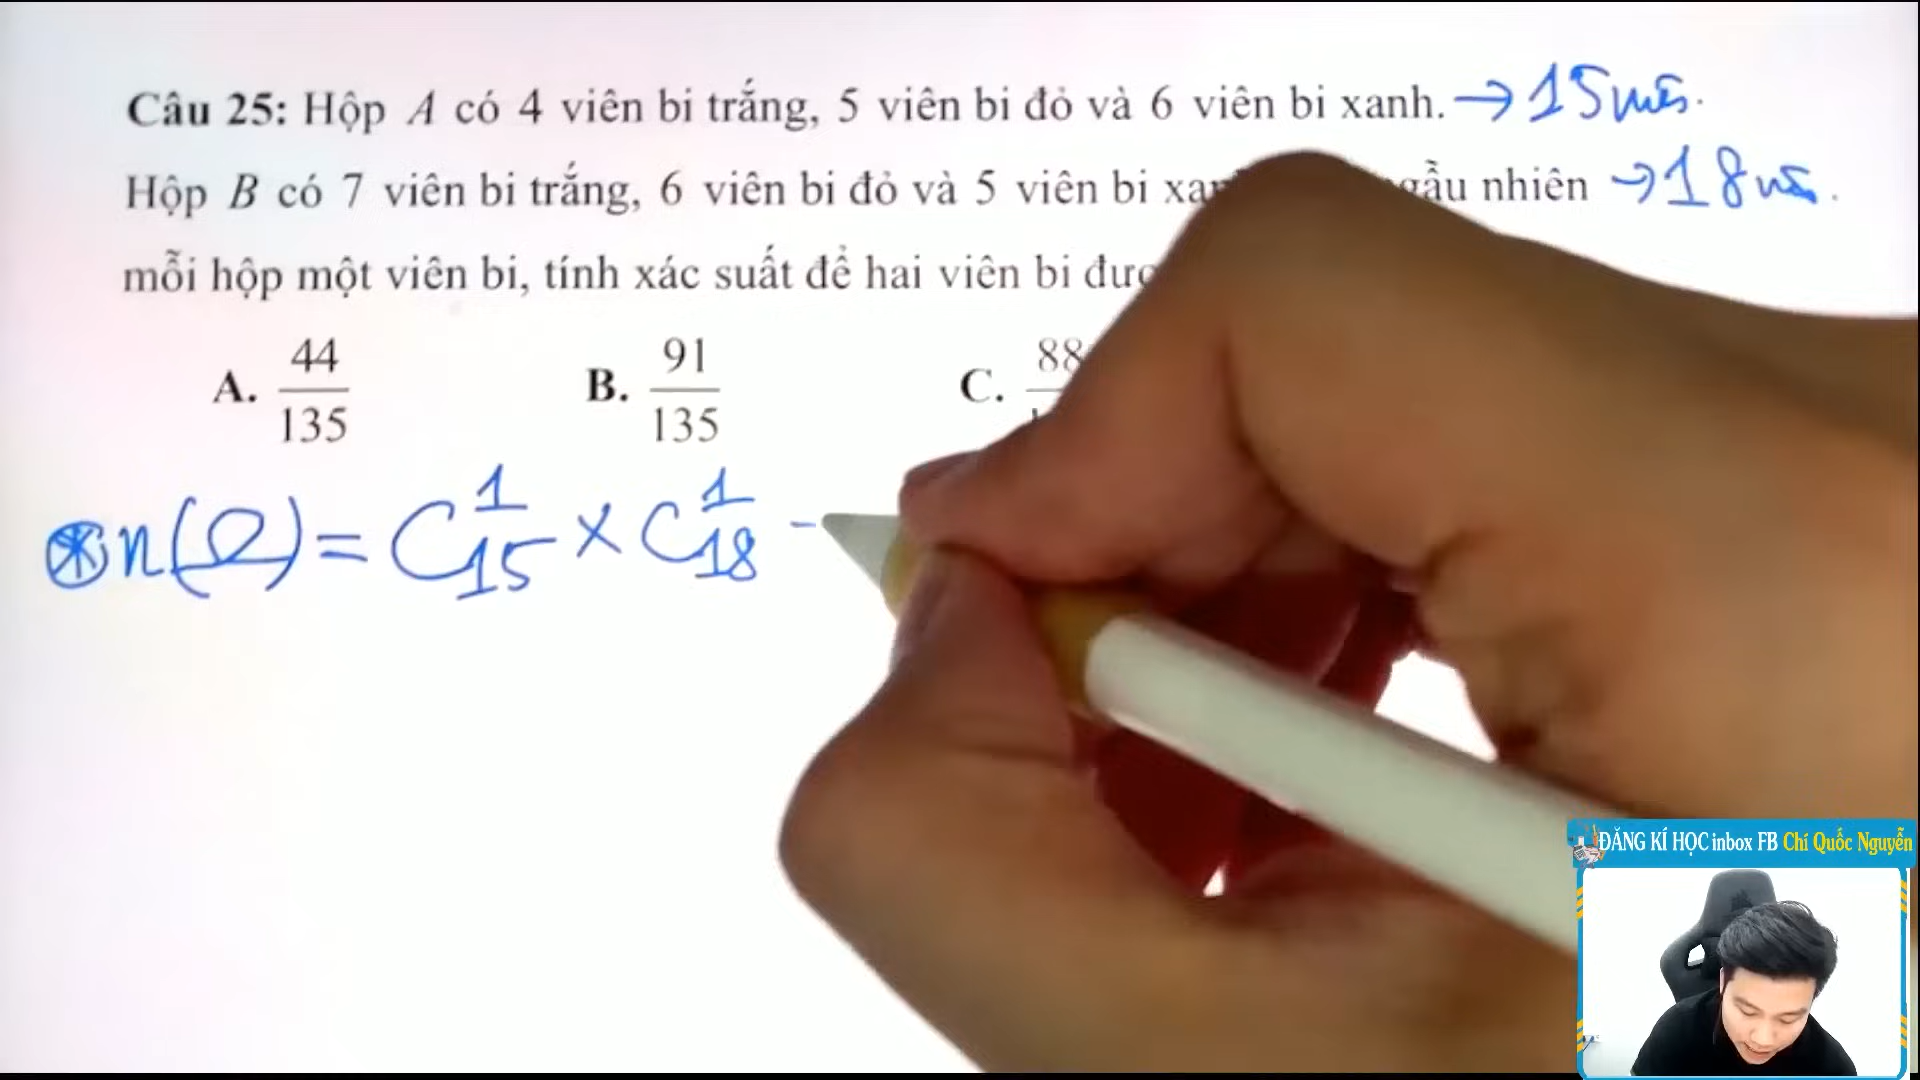 Câu 25: Hộp A có 4 viên bi trắng, 5 viên bi đỏ và 6 viên bi xanh. → 15 viên.
Hộp B có 7 viên bi trắng, 6 viên bi đỏ và 5 viên bi nhiên → 18 viên.
mỗi hộp một viên bi, tính xác suất để hai viên bi
A. 44/135 B. 91/135 C. 88
n(Ω) = C¹₁₅ × C¹₁₈
ĐĂNG KÍ HỌC inbox FB Chí Quốc Nguyễn